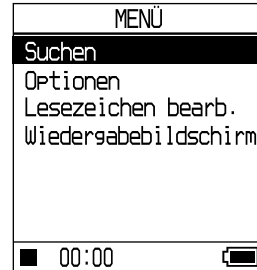 MENÜ
Suchen
Optionen
Lesezeichen bearb.
Wiedergabebildschirm
00:00